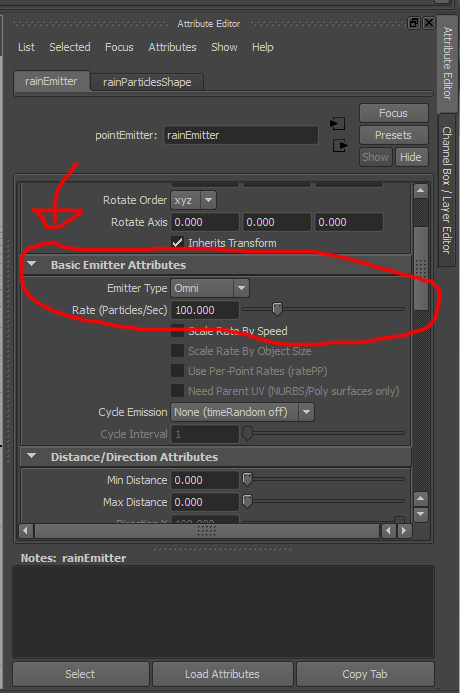 Attribute Editor
List Selected Focus Attributes Show Help
rainEmitter rainParticlesShape
Focus
pointEmitter: rainEmitter Presets
Show Hide
Rotate Order xyz
Rotate Axis 0.000 0.000 0.000
Inherits Transform
Basic Emitter Attributes
Emitter Type Omni
Rate (Particles/Sec) 100.000
Scale Rate By Speed
Scale Rate By Object Size
Use Per-Point Rates (ratePP)
Need Parent UV (NURBS/Poly surfaces only)
Cycle Emission None (timeRandom off)
Cycle Interval 1
Distance/Direction Attributes
Min Distance 0.000
Max Distance 0.000
Notes: rainEmitter
Select Load Attributes Copy Tab
Attribute Editor
Channel Box / Layer Editor